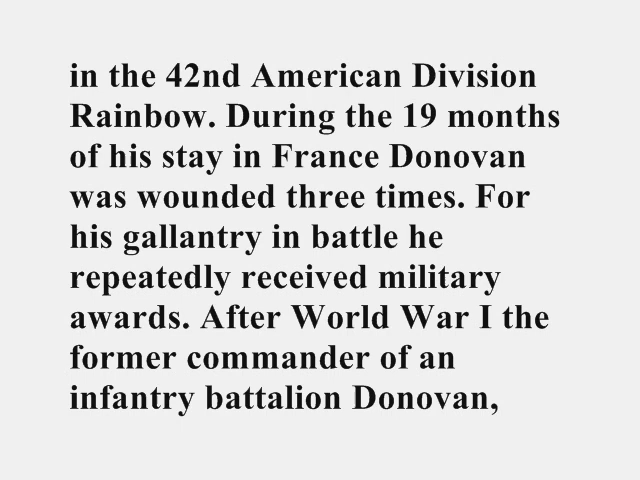 in the 42nd American Division
Rainbow. During the 19 months
of his stay in France Donovan
was wounded three times. For
his gallantry in battle he
repeatedly received military
awards. After World War I the
former commander of an
infantry battalion Donovan,